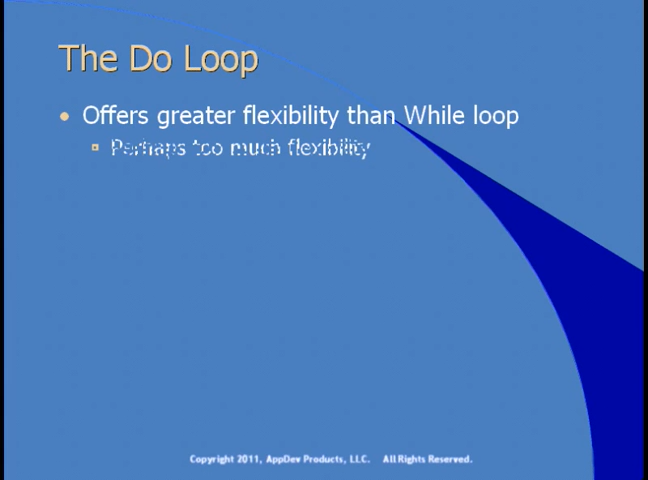 The Do Loop
• Offers greater flexibility than While loop
▫ Perhaps too much flexibility
Copyright 2011, AppDev Products, LLC. All Rights Reserved.